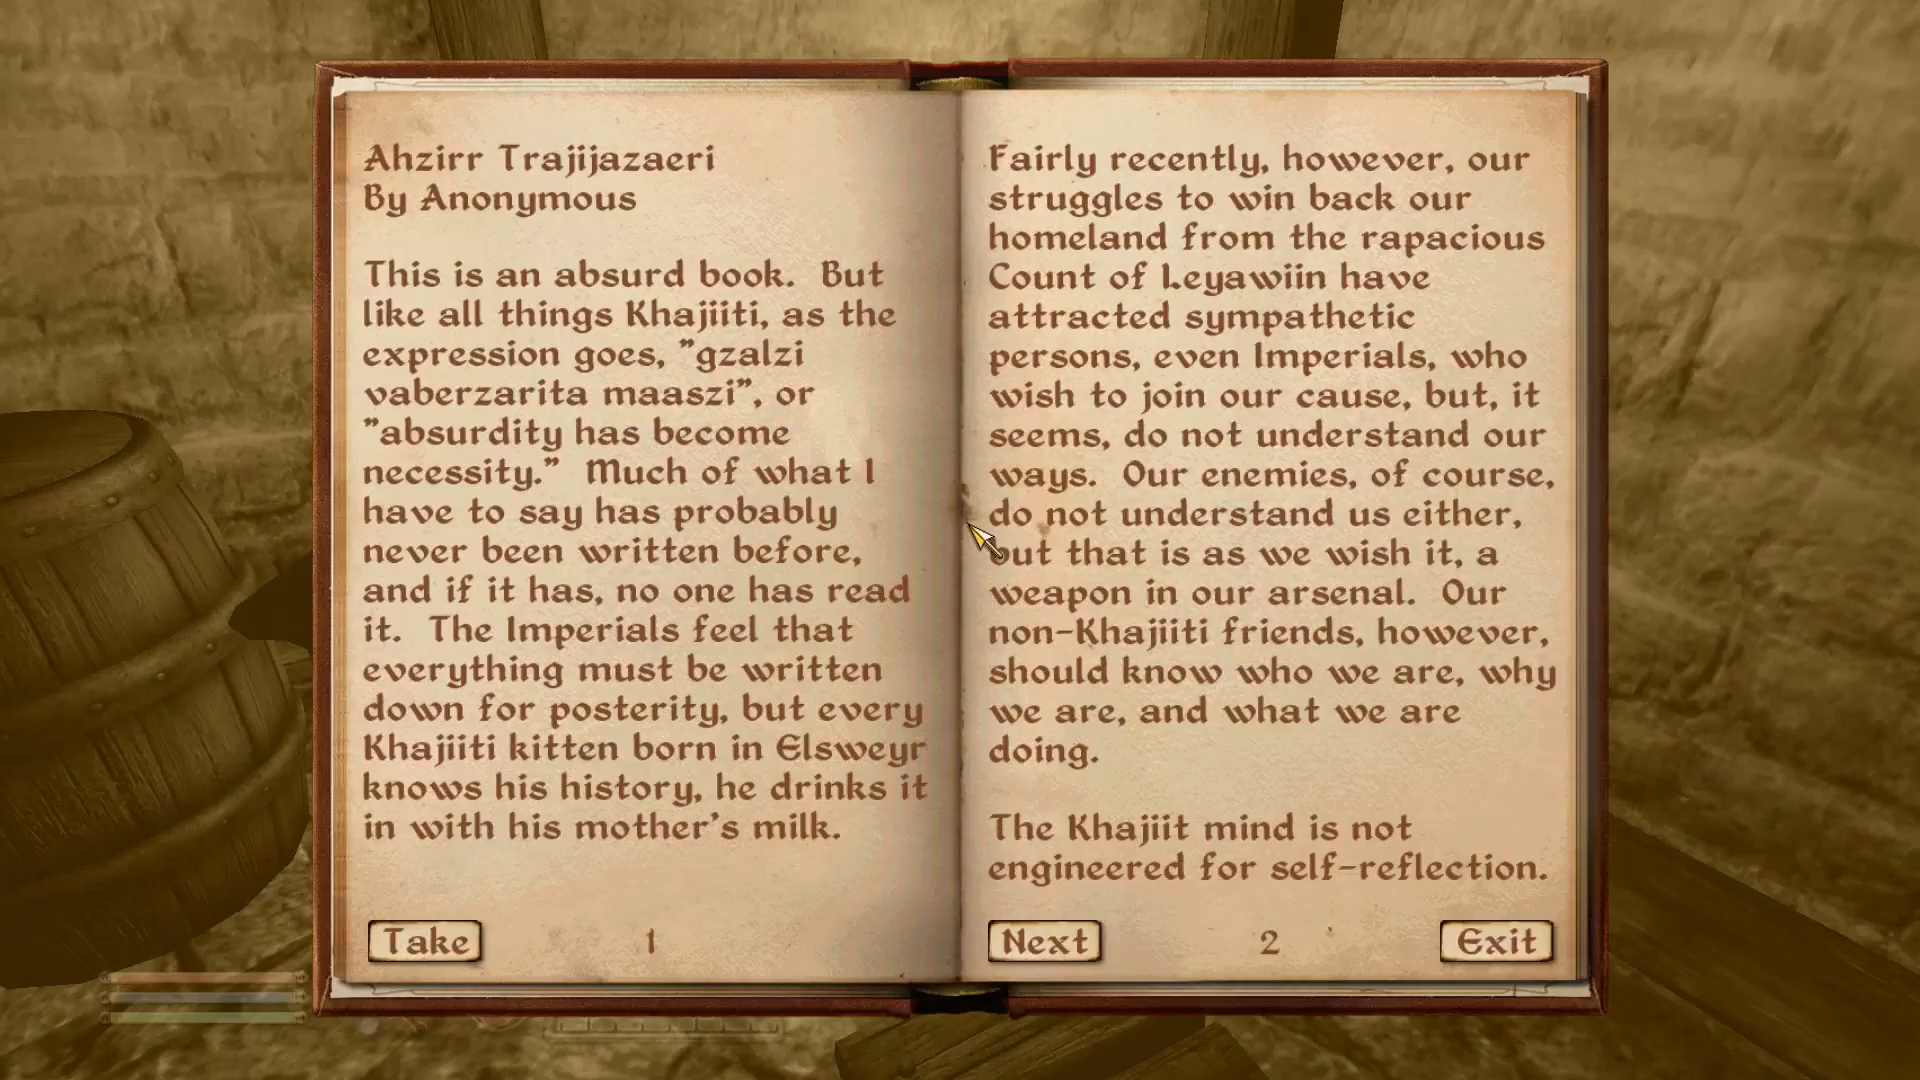 Ahzirr Trajijazaeri
By Anonymous
This is an absurd book.  But
like all things Khajiiti, as the
expression goes, "gzalzi
vaberzarita maaszi", or
"absurdity has become
necessity."  Much of what I
have to say has probably
never been written before,
and if it has, no one has read
it.  The Imperials feel that
everything must be written
down for posterity, but every
Khajiiti kitten born in Elsweyr
knows his history, he drinks it
in with his mother's milk.
Take
1
Fairly recently, however, our
struggles to win back our
homeland from the rapacious
Count of Leyawiin have
attracted sympathetic
persons, even Imperials, who
wish to join our cause, but, it
seems, do not understand our
ways.  Our enemies, of course,
do not understand us either,
but that is as we wish it, a
weapon in our arsenal.  Our
non-Khajiiti friends, however,
should know who we are, why
we are, and what we are
doing.
The Khajiit mind is not
engineered for self-reflection.
Next
2
Exit